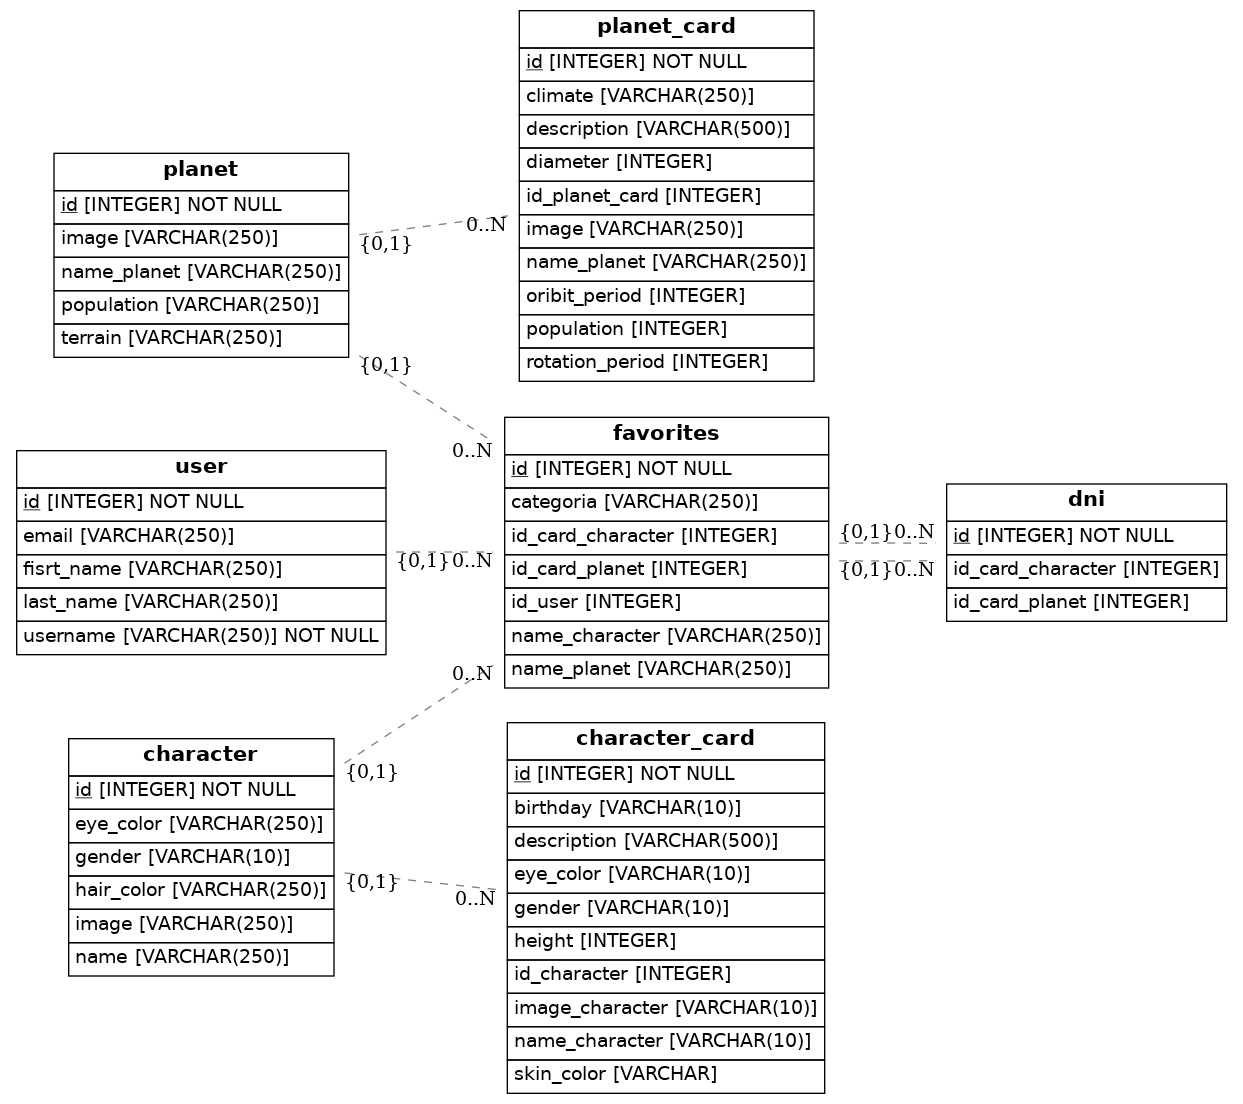 planet_card
id [INTEGER] NOT NULL
climate [VARCHAR(250)]
description [VARCHAR(500)]
diameter [INTEGER]
id_planet_card [INTEGER]
image [VARCHAR(250)]
name_planet [VARCHAR(250)]
oribit_period [INTEGER]
population [INTEGER]
rotation_period [INTEGER]
planet
id [INTEGER] NOT NULL
image [VARCHAR(250)]
name_planet [VARCHAR(250)]
population [VARCHAR(250)]
terrain [VARCHAR(250)]
0..N
{0,1}
{0,1}
0..N
favorites
id [INTEGER] NOT NULL
categoria [VARCHAR(250)]
id_card_character [INTEGER]
id_card_planet [INTEGER]
id_user [INTEGER]
name_character [VARCHAR(250)]
name_planet [VARCHAR(250)]
user
id [INTEGER] NOT NULL
email [VARCHAR(250)]
fisrt_name [VARCHAR(250)]
last_name [VARCHAR(250)]
username [VARCHAR(250)] NOT NULL
{0,1} 0..N
dni
id [INTEGER] NOT NULL
id_card_character [INTEGER]
id_card_planet [INTEGER]
{0,1} 0..N
{0,1} 0..N
0..N
{0,1}
character
id [INTEGER] NOT NULL
eye_color [VARCHAR(250)]
gender [VARCHAR(10)]
hair_color [VARCHAR(250)]
image [VARCHAR(250)]
name [VARCHAR(250)]
{0,1}
0..N
character_card
id [INTEGER] NOT NULL
birthday [VARCHAR(10)]
description [VARCHAR(500)]
eye_color [VARCHAR(10)]
gender [VARCHAR(10)]
height [INTEGER]
id_character [INTEGER]
image_character [VARCHAR(10)]
name_character [VARCHAR(10)]
skin_color [VARCHAR]